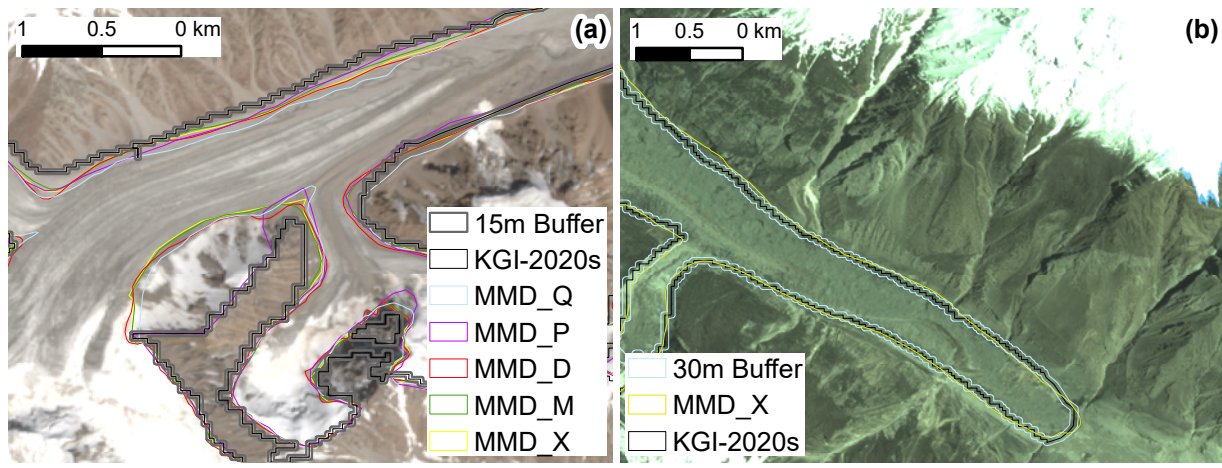 1 0.5 0 km
(a)
15m Buffer
KGI-2020s
MMD_Q
MMD_P
MMD_D
MMD_M
MMD_X
1 0.5 0 km
(b)
30m Buffer
MMD_X
KGI-2020s